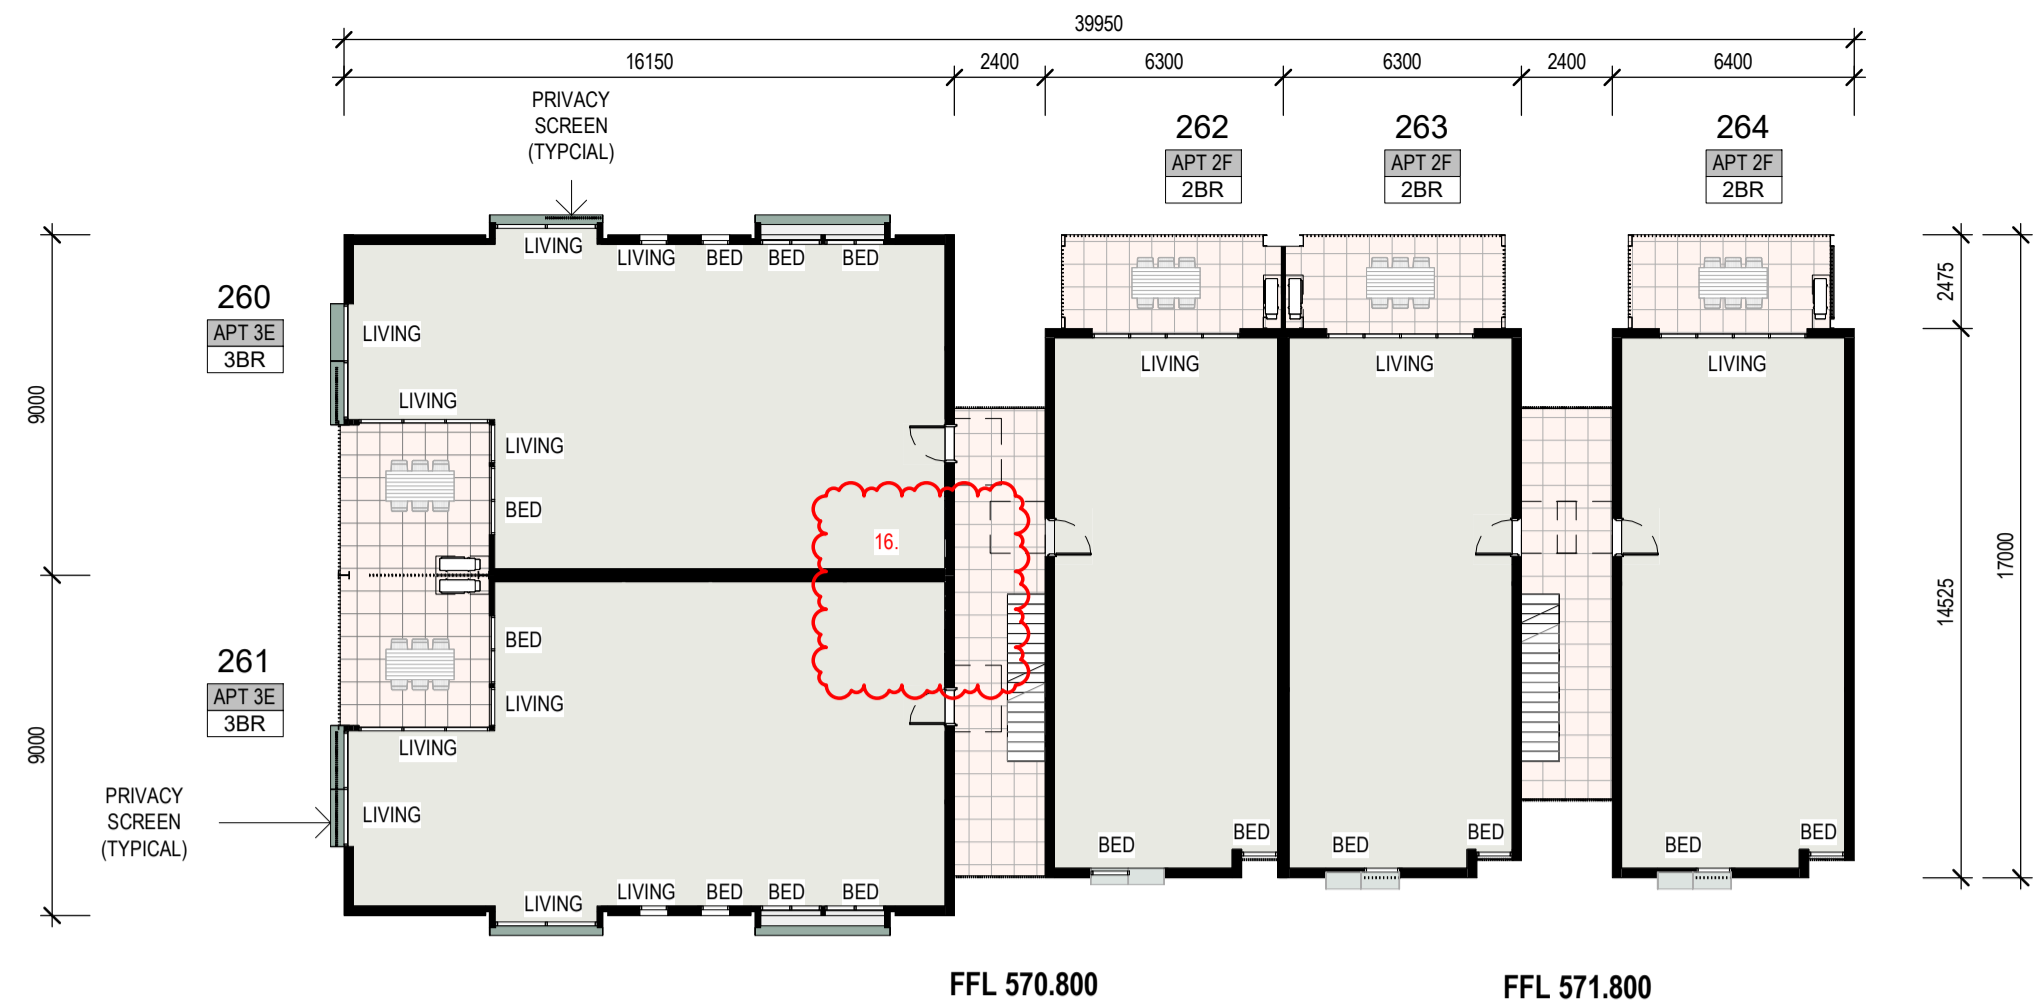 39950
16150
2400
6300
6300
2400
6400
PRIVACY
SCREEN
(TYPCIAL)
262
APT 2F
2BR
263
APT 2F
2BR
264
APT 2F
2BR
LIVING
LIVING
BED
BED
BED
260
APT 3E
3BR
LIVING
LIVING
LIVING
BED
9000
2475
17000
14525
LIVING
LIVING
LIVING
16.
BED
LIVING
261
APT 3E
3BR
LIVING
LIVING
9000
PRIVACY
SCREEN
(TYPICAL)
LIVING
LIVING
BED
BED
BED
BED
BED
BED
BED
BED
BED
FFL 570.800
FFL 571.800